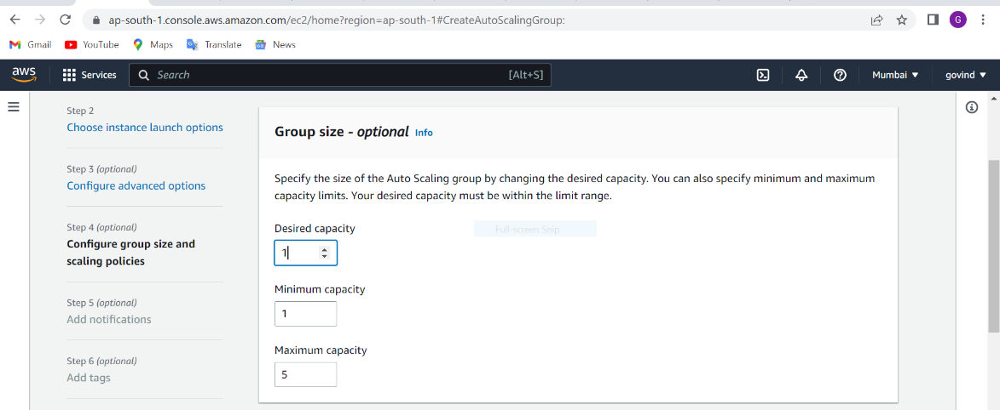 ap-south-1.console.aws.amazon.com/ec2/home?region=ap-south-1#CreateAutoScalingGroup:
G
Gmail
YouTube
Maps
Translate
News
aws
Services
Search
[Alt+S]
Mumbai
govind
Step 2
Choose instance launch options
Step 3 (optional)
Configure advanced options
Step 4 (optional)
Configure group size and
scaling policies
Step 5 (optional)
Add notifications
Step 6 (optional)
Add tags
Group size - optional Info
Specify the size of the Auto Scaling group by changing the desired capacity. You can also specify minimum and maximum
capacity limits. Your desired capacity must be within the limit range.
Full-screen Snip
Desired capacity
1
Minimum capacity
1
Maximum capacity
5